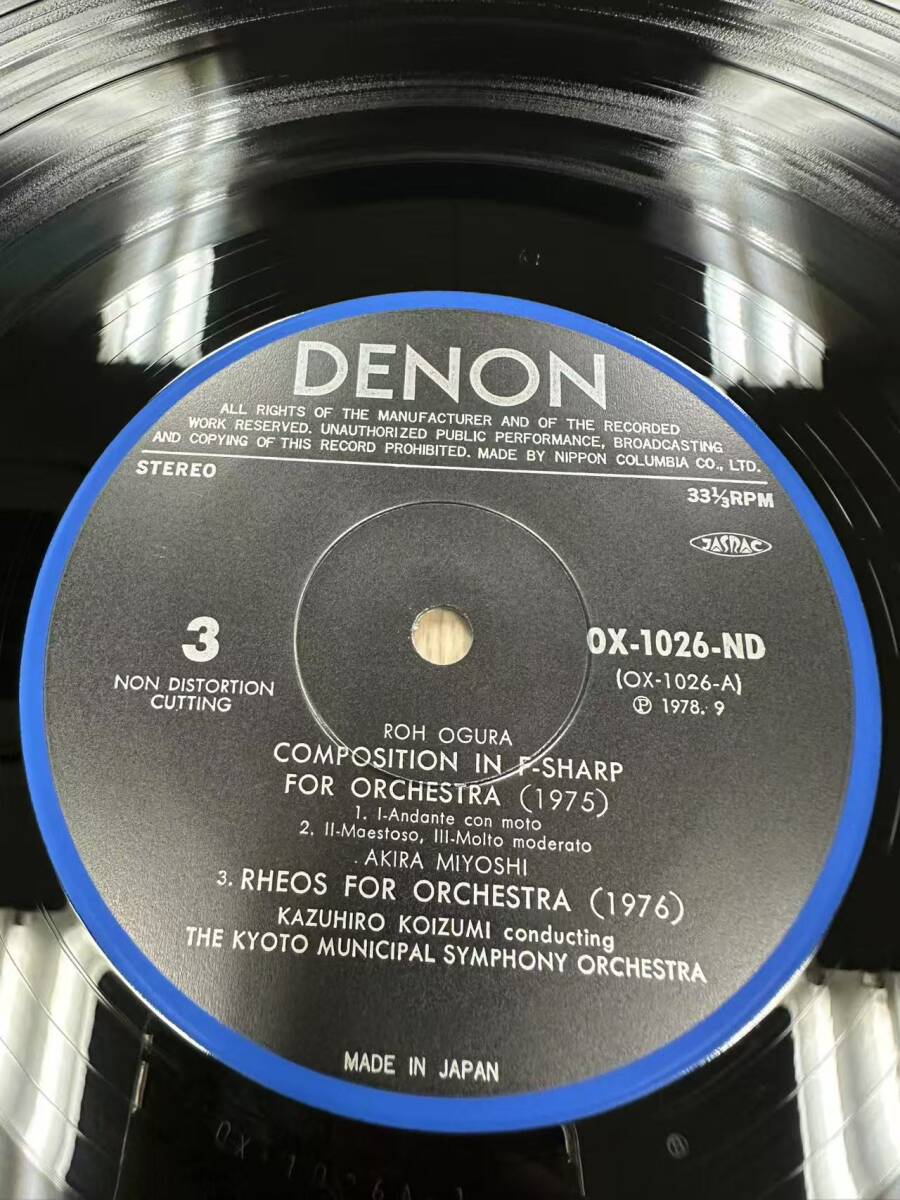 DENON
ALL RIGHTS OF THE MANUFACTURER AND OF THE RECORDED
WORK RESERVED. UNAUTHORIZED PUBLIC PERFORMANCE, BROADCASTING
AND COPYING OF THIS RECORD PROHIBITED. MADE BY NIPPON COLUMBIA CO., LTD.
STEREO
33⅓RPM
JASRAC
3
NON DISTORTION
CUTTING
OX-1026-ND
(OX-1026-A)
Ⓟ 1978. 9
ROH OGURA
COMPOSITION IN F-SHARP
FOR ORCHESTRA (1975)
1. I-Andante con moto
2. II-Maestoso, III-Molto moderato
AKIRA MIYOSHI
3. RHEOS FOR ORCHESTRA (1976)
KAZUHIRO KOIZUMI conducting
THE KYOTO MUNICIPAL SYMPHONY ORCHESTRA
MADE IN JAPAN